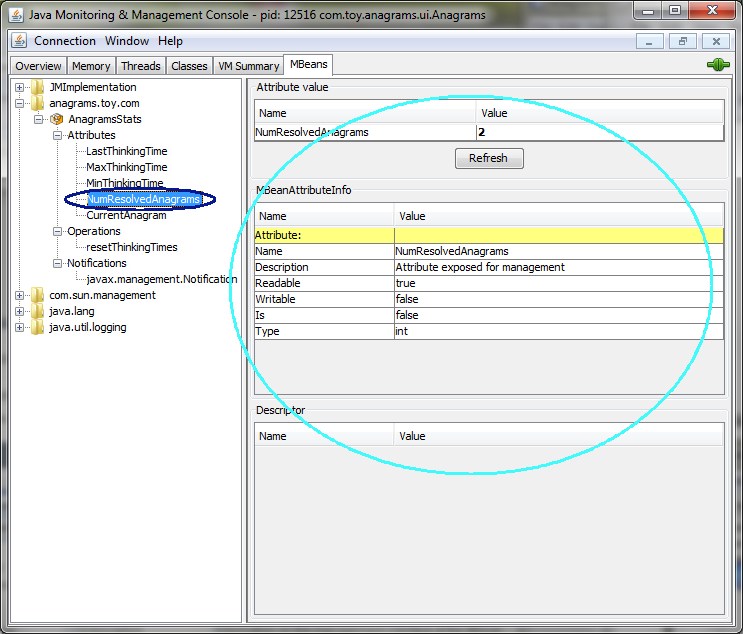 Java Monitoring & Management Console - pid: 12516 com.toy.anagrams.ui.Anagrams
Connection Window Help
Overview Memory Threads Classes VM Summary MBeans
JMImplementation
anagrams.toy.com
AnagramsStats
Attributes
LastThinkingTime
MaxThinkingTime
MinThinkingTime
NumResolvedAnagrams
CurrentAnagram
Operations
resetThinkingTimes
Notifications
javax.management.Notification
com.sun.management
java.lang
java.util.logging
Attribute value
Name Value
NumResolvedAnagrams 2
Refresh
MBeanAttributeInfo
Name Value
Attribute:
Name NumResolvedAnagrams
Description Attribute exposed for management
Readable true
Writable false
Is false
Type int
Descriptor
Name Value